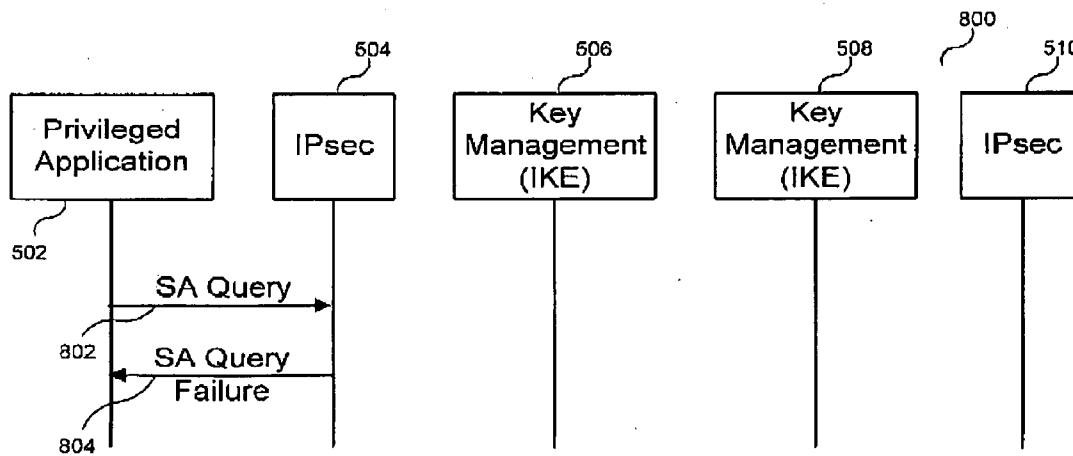 800
504
506
508
510
Privileged
Application
IPsec
Key
Management
(IKE)
Key
Management
(IKE)
IPsec
502
SA Query
802
SA Query
Failure
804